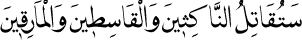 سَتُقَاتِلُ النَّاكِثِينَ وَالْقَاسِطِينَ وَالْمَارِقِينَ